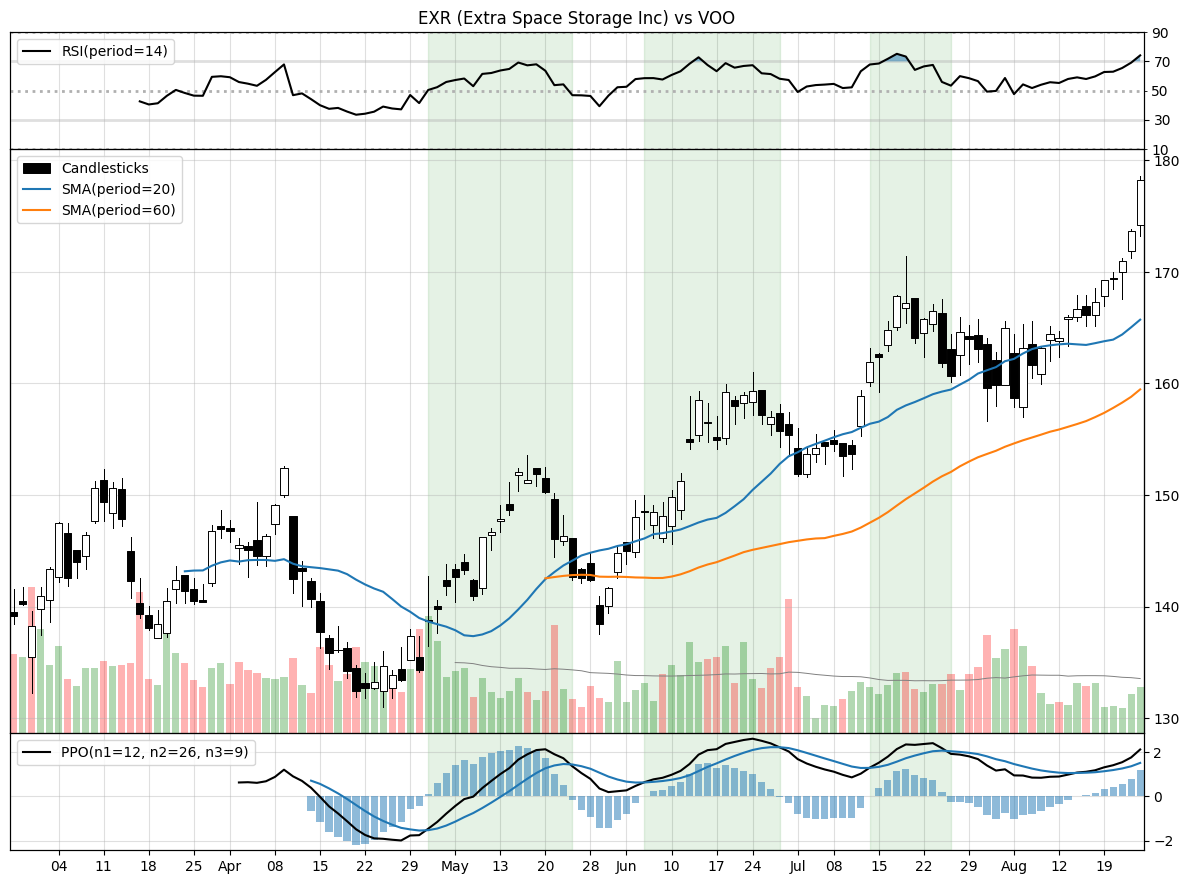 EXR (Extra Space Storage Inc) vs VOO
RSI(period=14)
90
70
50
30
10
Candlesticks
SMA(period=20)
SMA(period=60)
180
170
160
150
140
130
PPO(n1=12, n2=26, n3=9)
2
0
−2
04 11 18 25 Apr 08 15 22 29 May 13 20 28 Jun 10 17 24 Jul 08 15 22 29 Aug 12 19